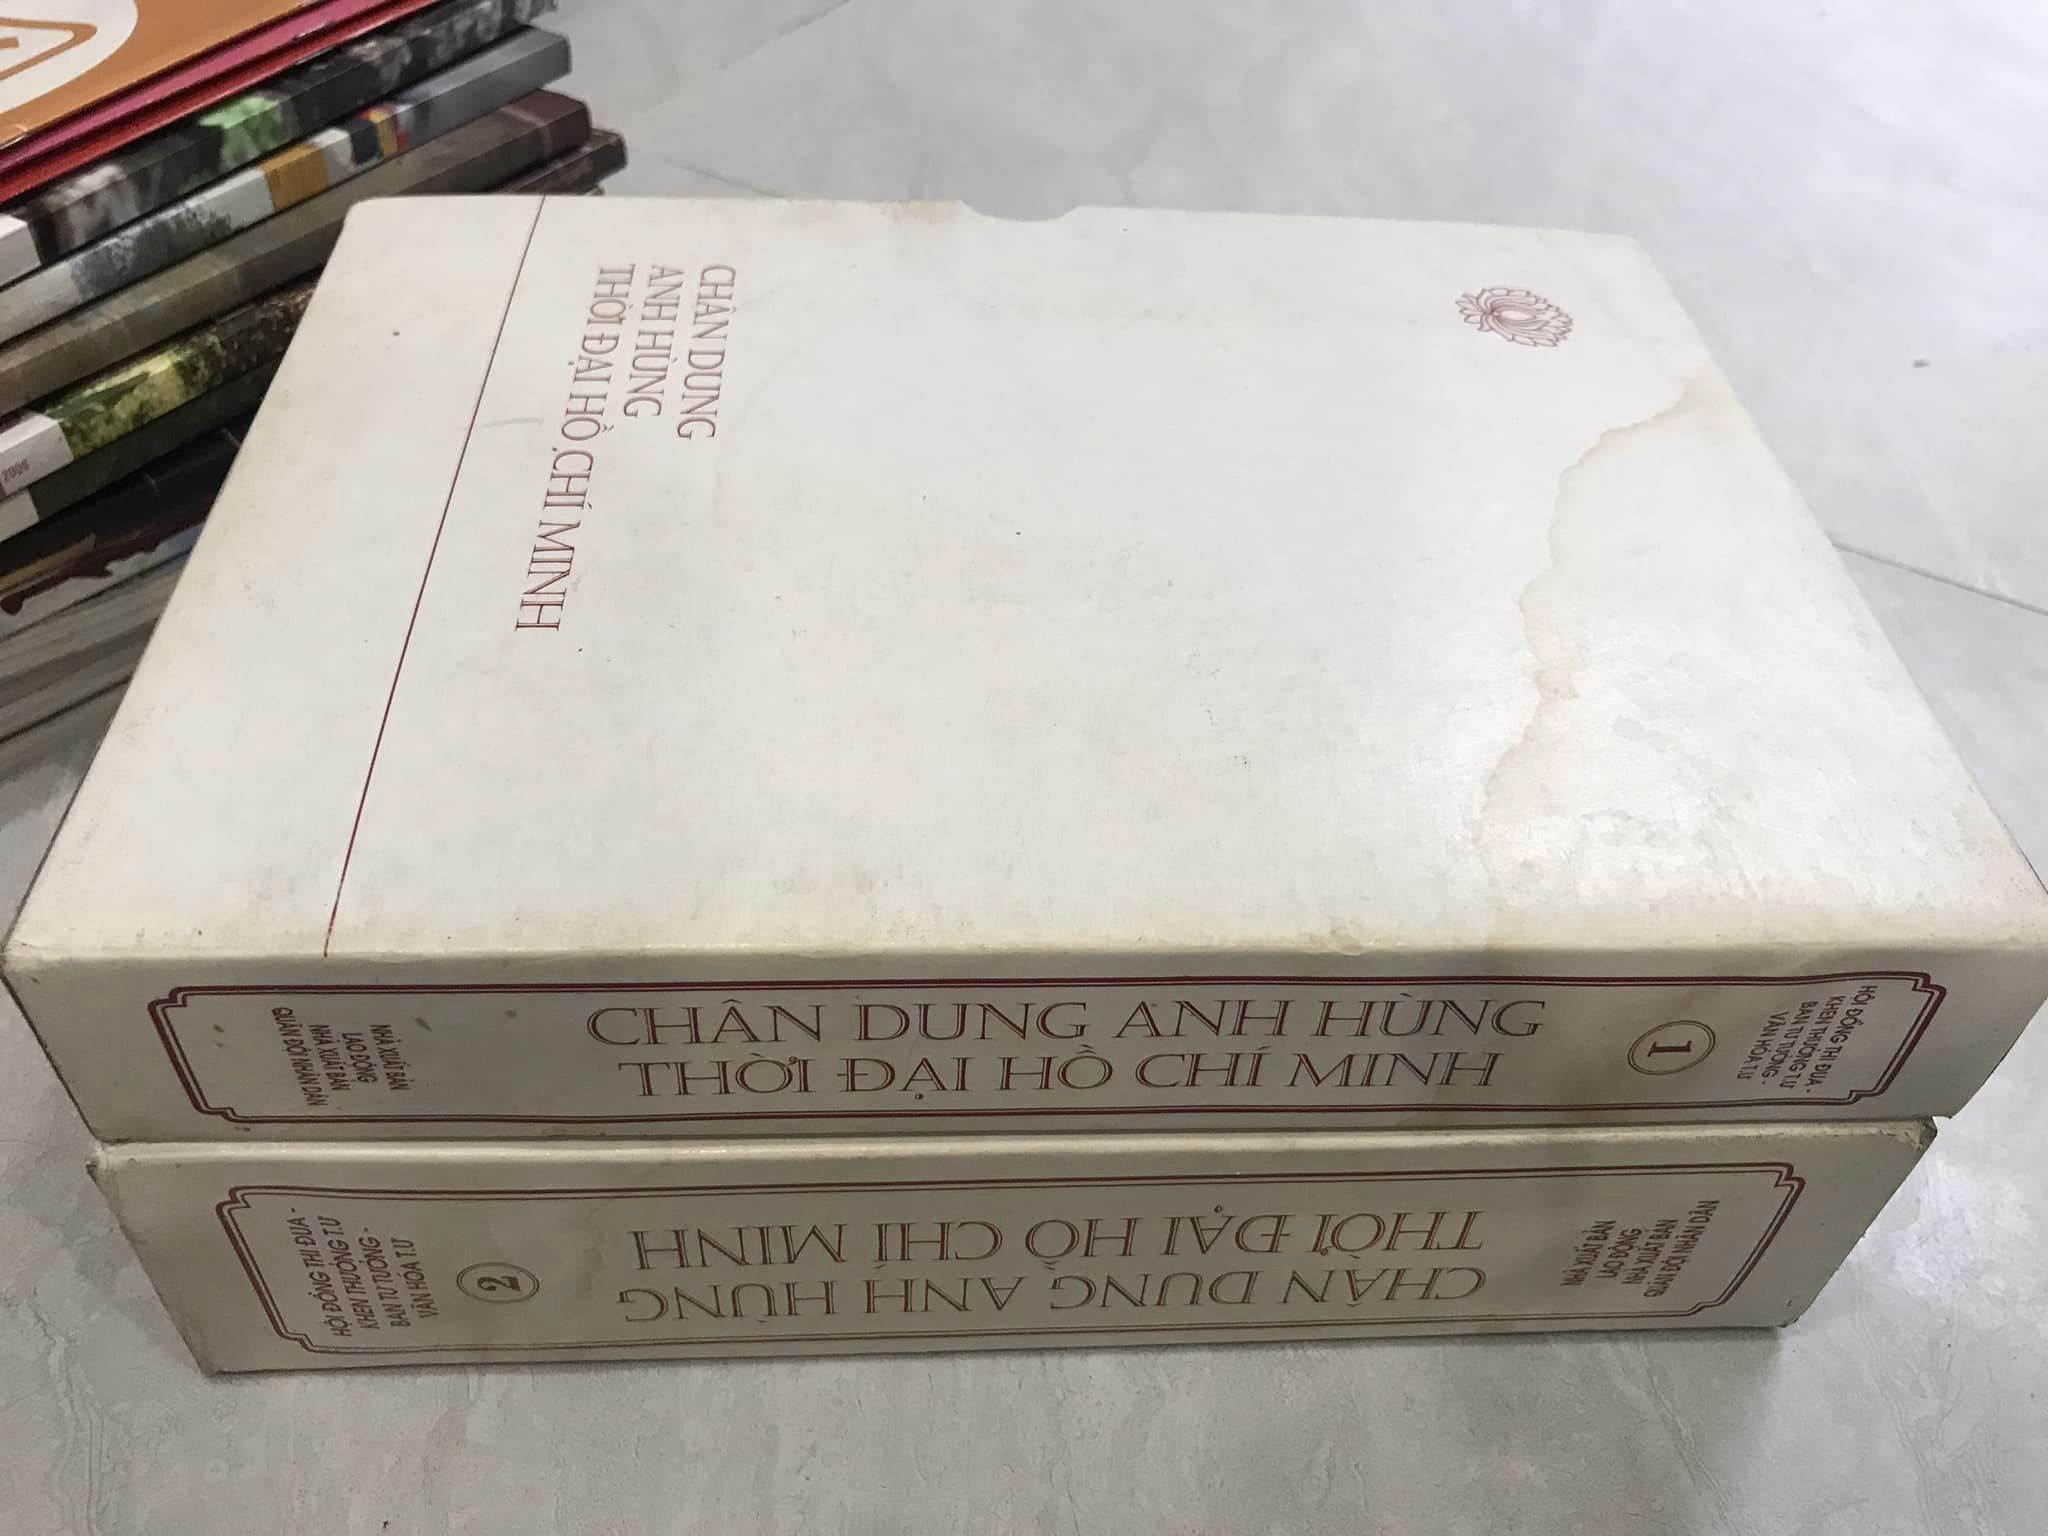 CHÂN DUNG
ANH HÙNG
THỜI ĐẠI HỒ CHÍ MINH
HỘI ĐỒNG THI ĐUA -
KHEN THƯỞNG T.Ư
BAN TƯ TƯỞNG -
VĂN HÓA T.Ư
1
CHÂN DUNG ANH HÙNG
THỜI ĐẠI HỒ CHÍ MINH
NHÀ XUẤT BẢN
LAO ĐỘNG
NHÀ XUẤT BẢN
QUÂN ĐỘI NHÂN DÂN
HỘI ĐỒNG THI ĐUA -
KHEN THƯỞNG T.Ư
BAN TƯ TƯỞNG -
VĂN HÓA T.Ư
2
CHÂN DUNG ANH HÙNG
THỜI ĐẠI HỒ CHÍ MINH
NHÀ XUẤT BẢN
LAO ĐỘNG
NHÀ XUẤT BẢN
QUÂN ĐỘI NHÂN DÂN